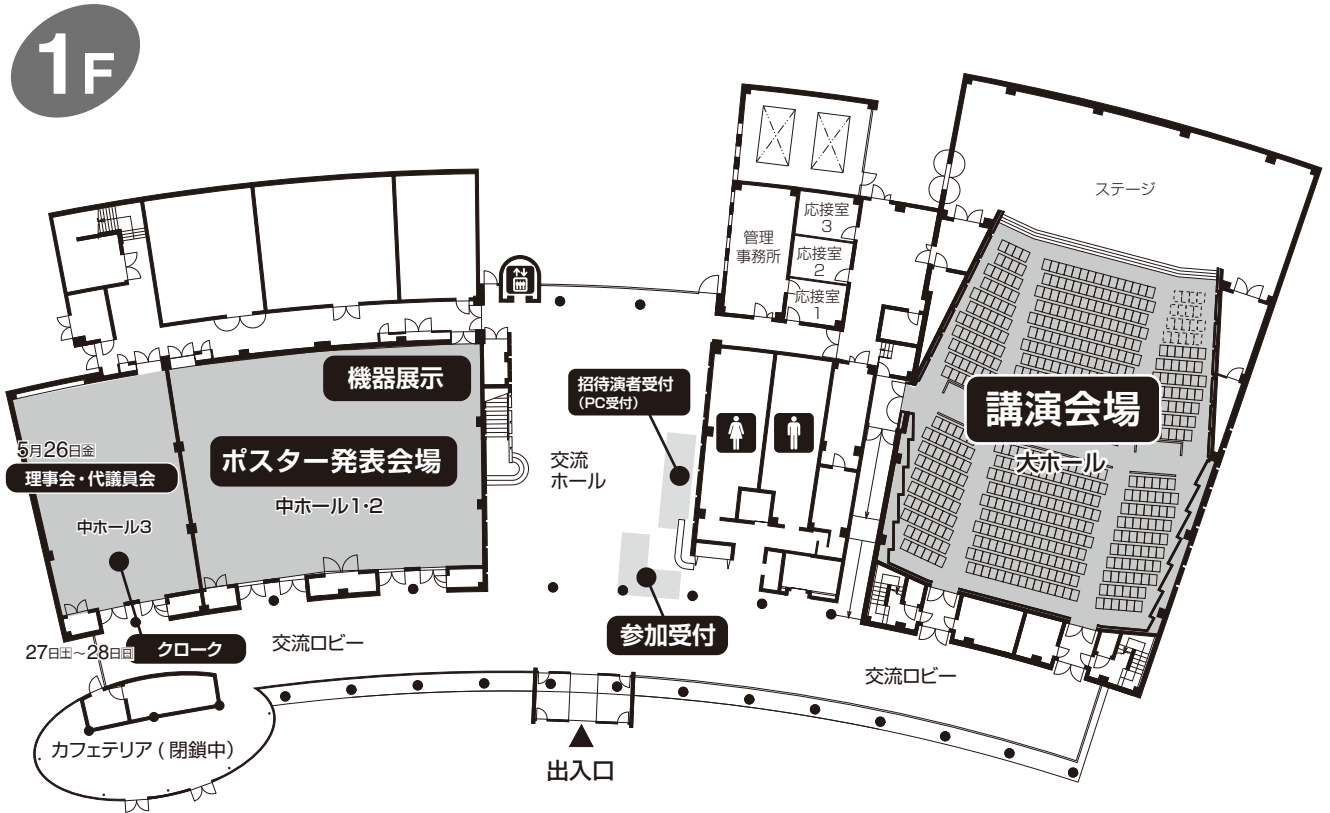 1F
ステージ
応接室
3
管理
事務所
応接室
2
応接室
1
機器展示
招待演者受付
(PC受付)
講演会場
大ホール
5月26日金
理事会・代議員会
ポスター発表会場
中ホール1・2
交流
ホール
中ホール3
参加受付
27日土~28日日
クローク
交流ロビー
交流ロビー
カフェテリア ( 閉鎖中)
出入口